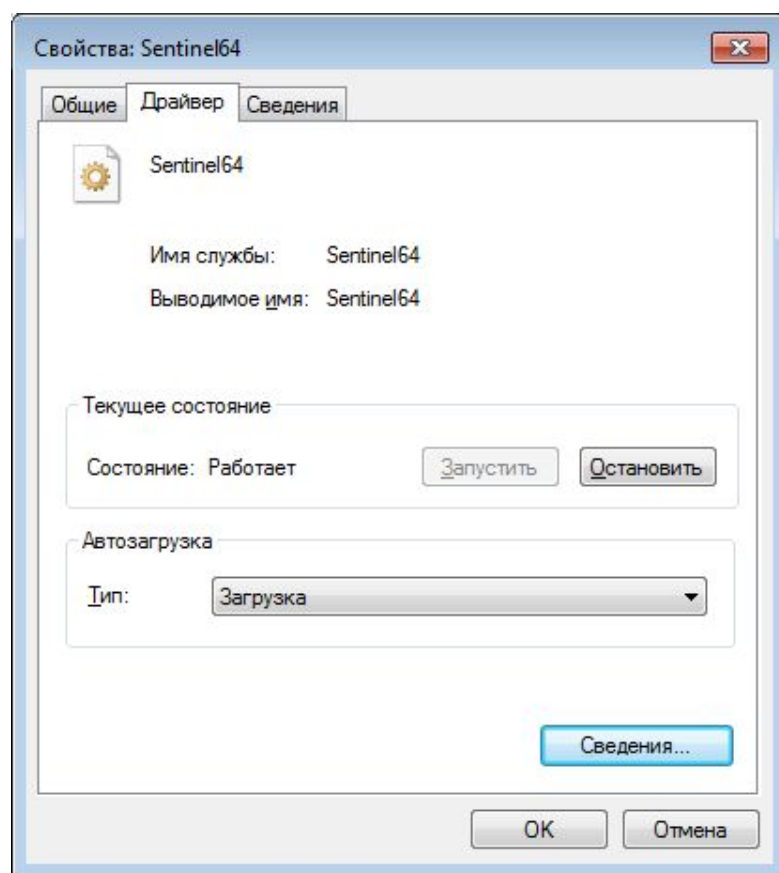 Свойства: Sentinel64
Общие Драйвер Сведения
Sentinel64
Имя службы: Sentinel64
Выводимое имя: Sentinel64
Текущее состояние
Состояние: Работает Запустить Остановить
Автозагрузка
Тип: Загрузка
Сведения...
OK Отмена